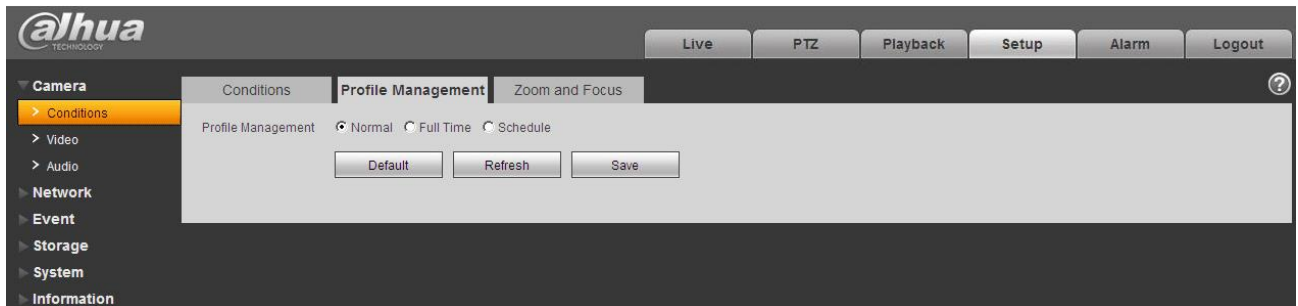 alhua
TECHNOLOGY
Live PTZ Playback Setup Alarm Logout
Camera
Conditions
Video
Audio
Network
Event
Storage
System
Information
Conditions Profile Management Zoom and Focus
?
Profile Management Normal Full Time Schedule
Default Refresh Save